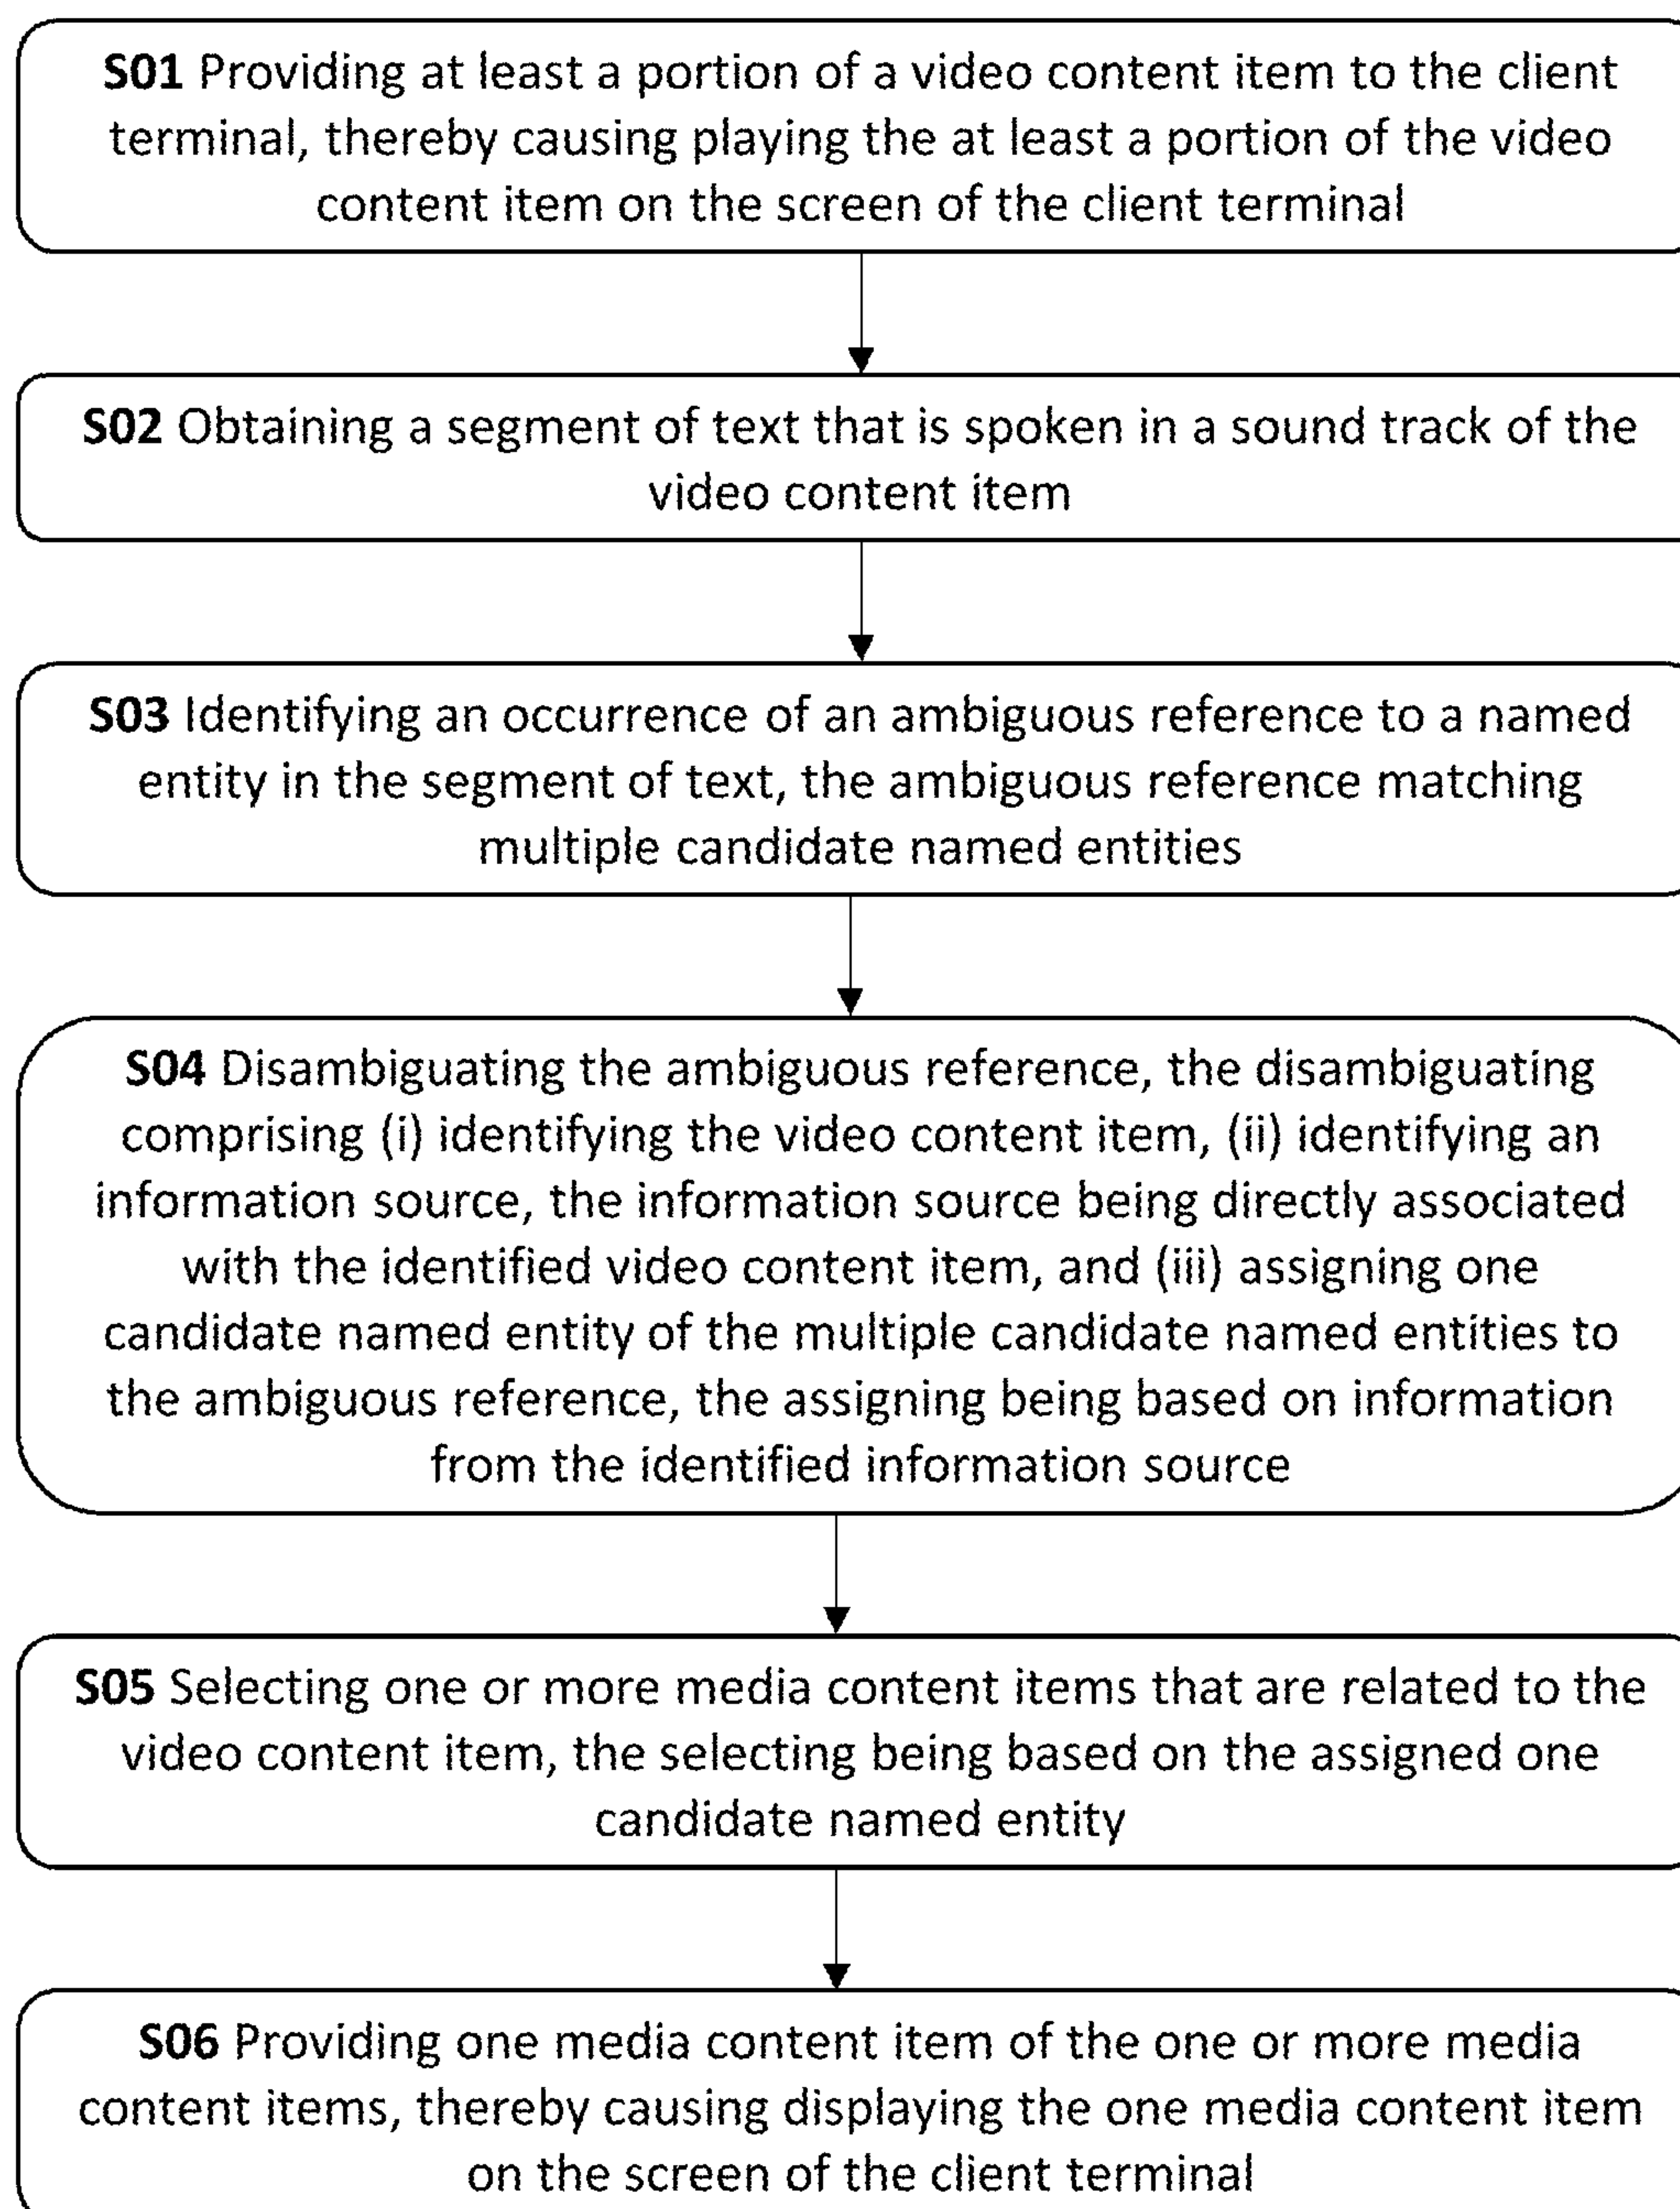 S01 Providing at least a portion of a video content item to the client
terminal, thereby causing playing the at least a portion of the video
content item on the screen of the client terminal
S02 Obtaining a segment of text that is spoken in a sound track of the
video content item
S03 Identifying an occurrence of an ambiguous reference to a named
entity in the segment of text, the ambiguous reference matching
multiple candidate named entities
S04 Disambiguating the ambiguous reference, the disambiguating
comprising (i) identifying the video content item, (ii) identifying an
information source, the information source being directly associated
with the identified video content item, and (iii) assigning one
candidate named entity of the multiple candidate named entities to
the ambiguous reference, the assigning being based on information
from the identified information source
S05 Selecting one or more media content items that are related to the
video content item, the selecting being based on the assigned one
candidate named entity
S06 Providing one media content item of the one or more media
content items, thereby causing displaying the one media content item
on the screen of the client terminal